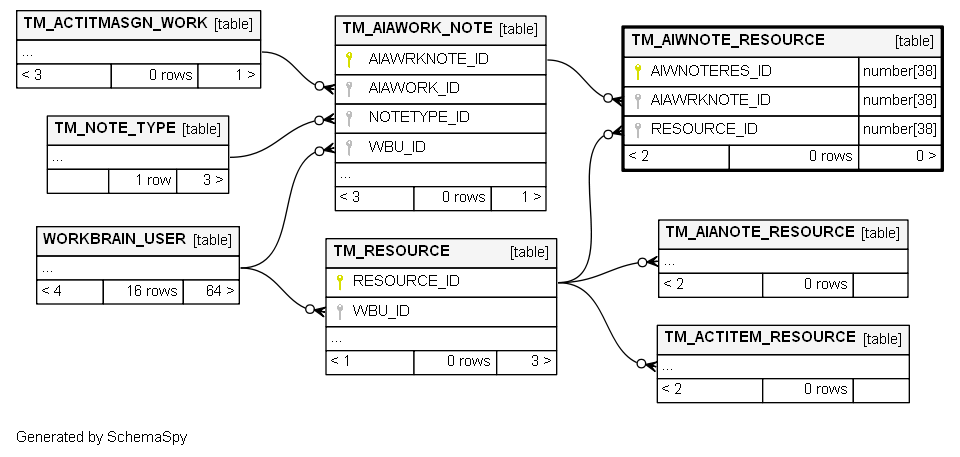 TM_ACTITMASGN_WORK [table]
...
< 3 0 rows 1 >
TM_NOTE_TYPE [table]
...
1 row 3 >
WORKBRAIN_USER [table]
...
< 4 16 rows 64 >
TM_AIAWORK_NOTE [table]
AIAWRKNOTE_ID
AIAWORK_ID
NOTETYPE_ID
WBU_ID
...
< 3 0 rows 1 >
TM_RESOURCE [table]
RESOURCE_ID
WBU_ID
...
< 1 0 rows 3 >
TM_AIWNOTE_RESOURCE [table]
AIWNOTERES_ID number[38]
AIAWRKNOTE_ID number[38]
RESOURCE_ID number[38]
< 2 0 rows 0 >
TM_AIANOTE_RESOURCE [table]
...
< 2 0 rows
TM_ACTITEM_RESOURCE [table]
...
< 2 0 rows
Generated by SchemaSpy